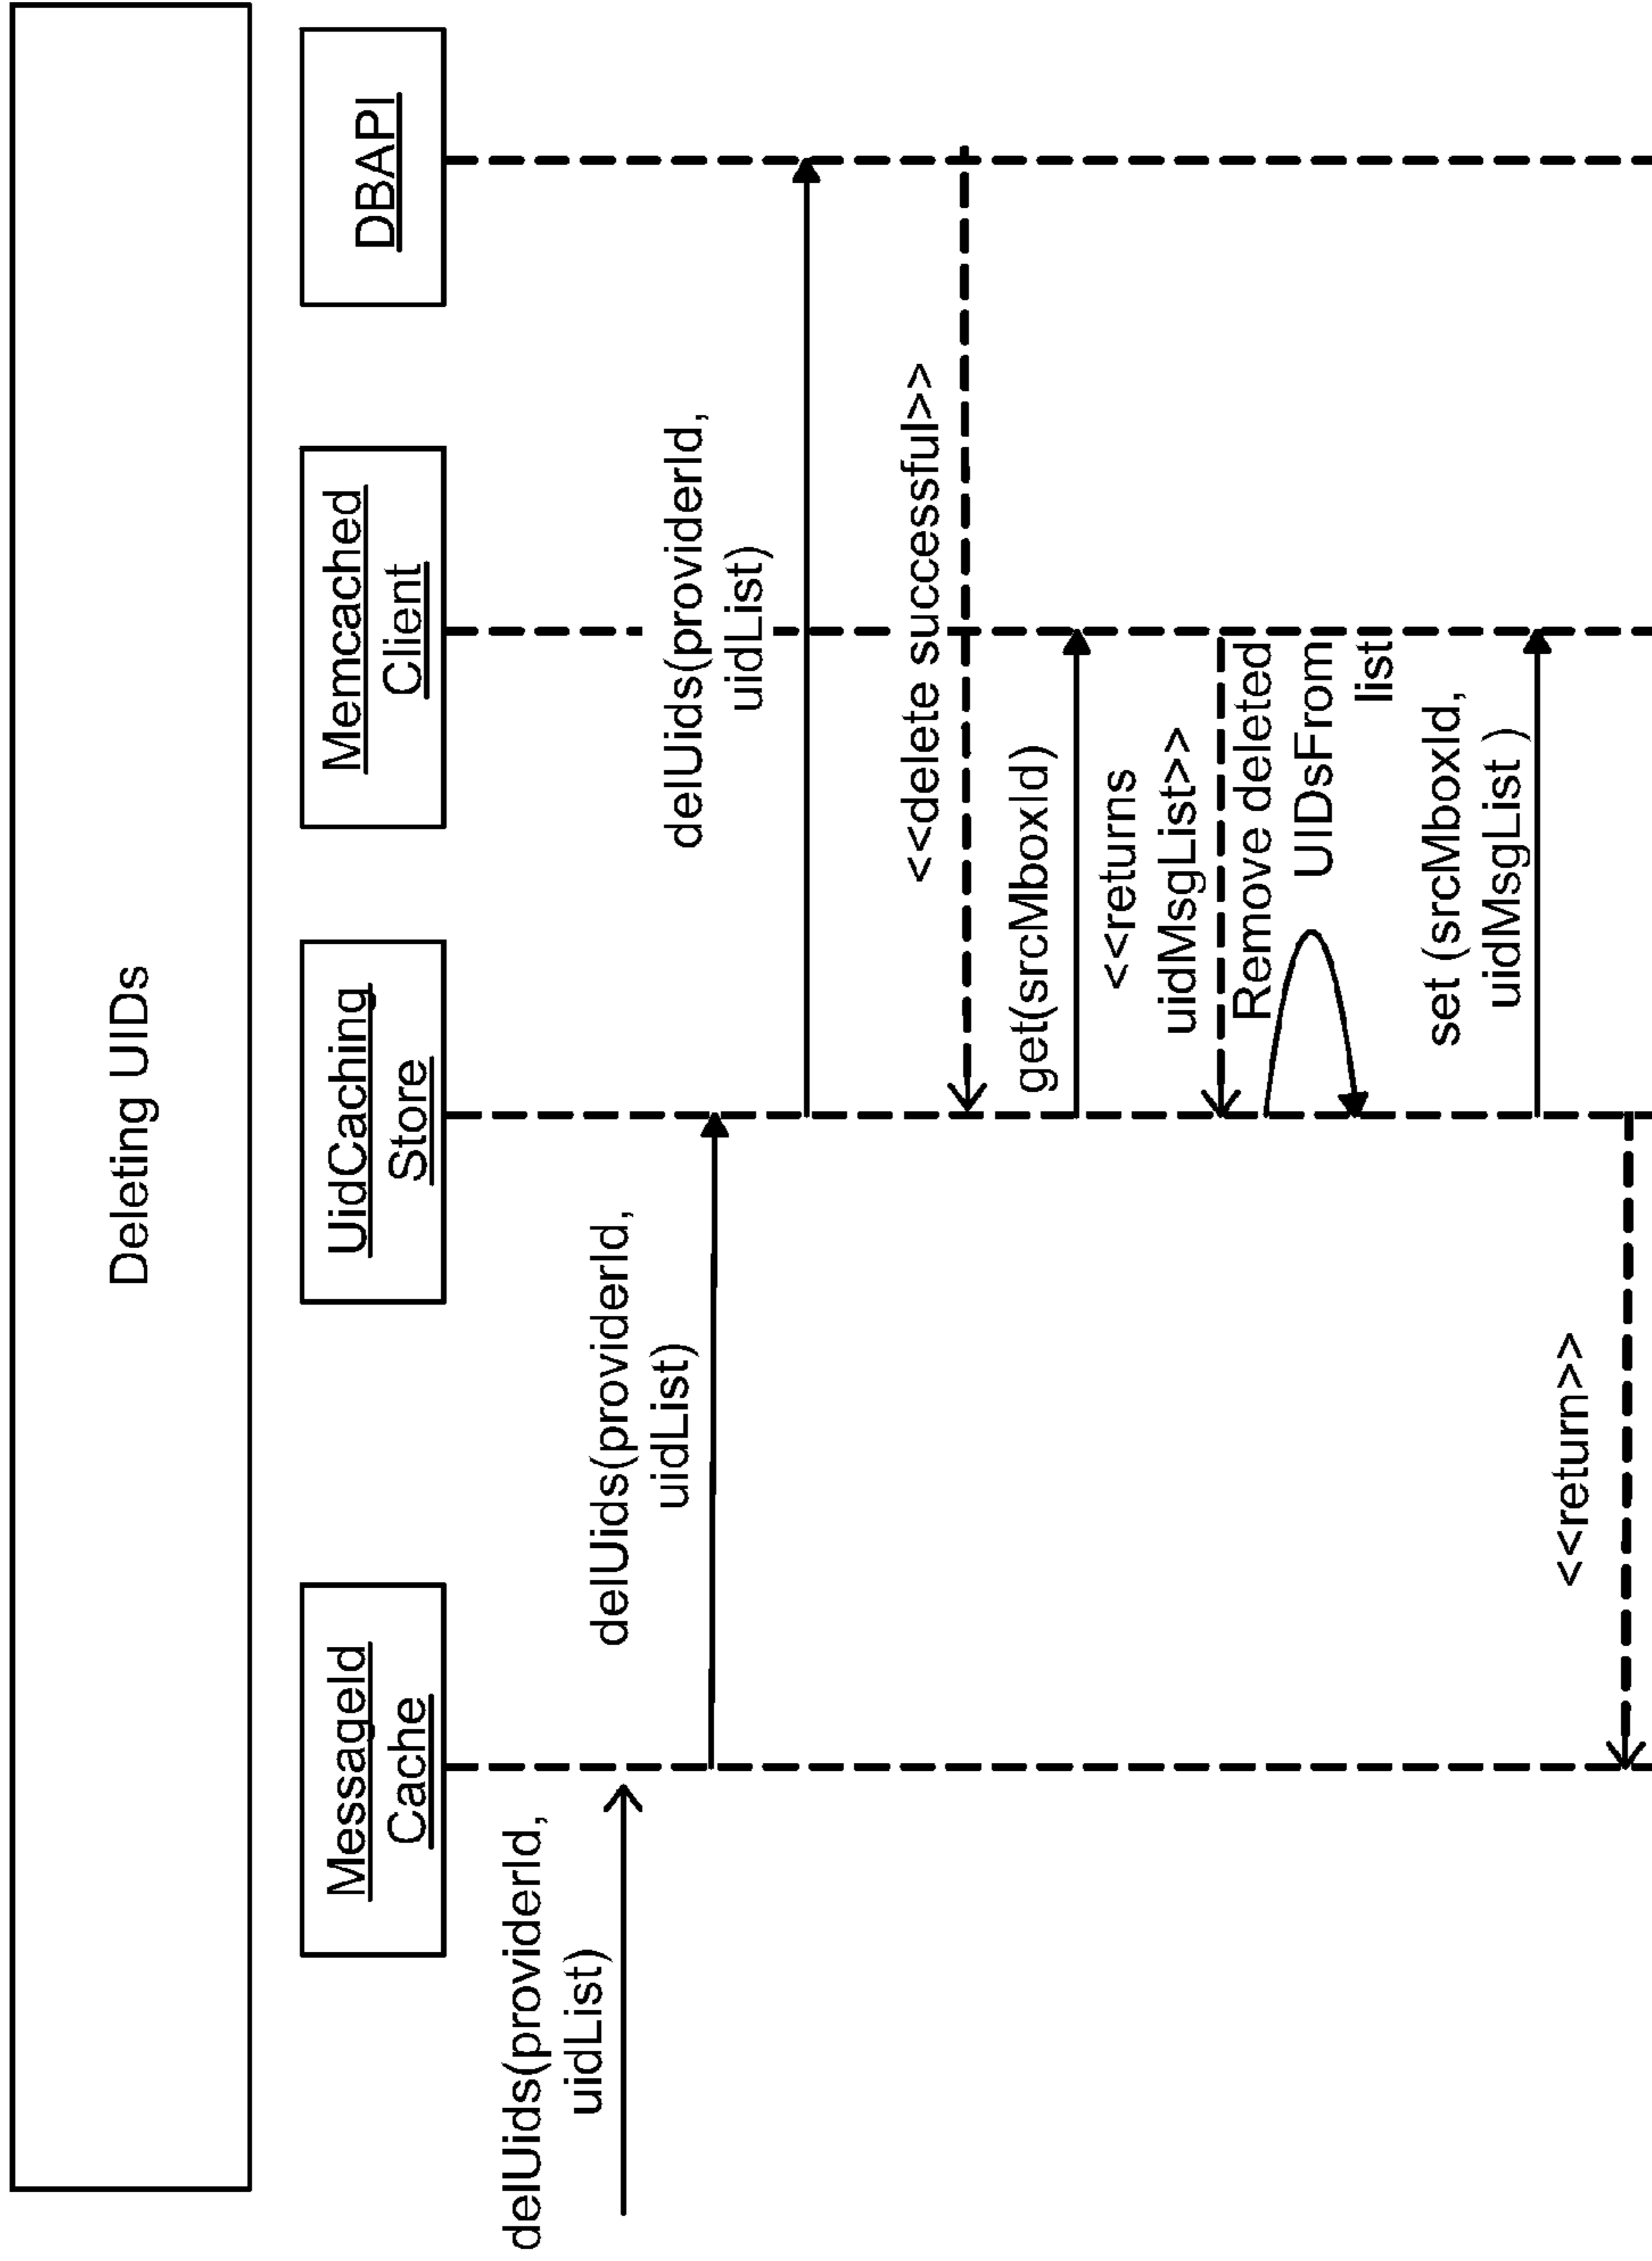 Deleting UIDs
MessageId
Cache
UidCaching
Store
Memcached
Client
DBAPI
delUids(providerId,
uidList)
delUids(providerId,
uidList)
delUids(providerId,
uidList)
<<delete successful>>
get(srcMboxId)
<<returns
uidMsgList>>
Remove deleted
UIDsFrom
list
set (srcMboxId,
uidMsgList )
<<return>>